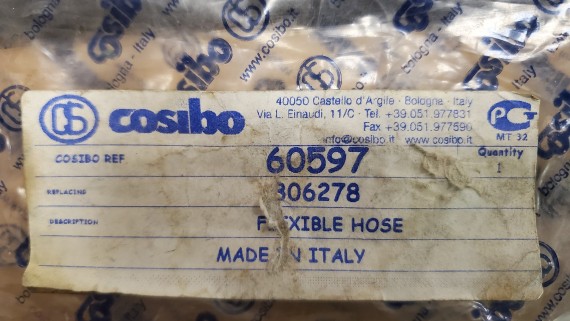 cosibo
40050 Castello d'Argile · Bologna · Italy
Via L. Einaudi, 11/C · Tel. +39.051.977831
Fax +39.051.977590
info@cosibo.it www.cosibo.it
MT 32
COSIBO REF 60597 Quantity
1
REPLACING 306278
DESCRIPTION FLEXIBLE HOSE
MADE IN ITALY